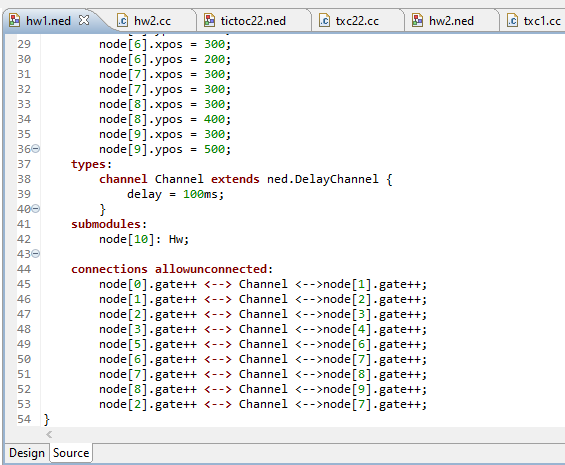 hw1.ned hw2.cc tictoc22.ned txc22.cc hw2.ned txc1.cc
29 node[6].xpos = 300;
30 node[6].ypos = 200;
31 node[7].xpos = 300;
32 node[7].ypos = 300;
33 node[8].xpos = 300;
34 node[8].ypos = 400;
35 node[9].xpos = 300;
36 node[9].ypos = 500;
37 types:
38 channel Channel extends ned.DelayChannel {
39 delay = 100ms;
40 }
41 submodules:
42 node[10]: Hw;
43
44 connections allowunconnected:
45 node[0].gate++ <--> Channel <-->node[1].gate++;
46 node[1].gate++ <--> Channel <-->node[2].gate++;
47 node[2].gate++ <--> Channel <-->node[3].gate++;
48 node[3].gate++ <--> Channel <-->node[4].gate++;
49 node[5].gate++ <--> Channel <-->node[6].gate++;
50 node[6].gate++ <--> Channel <-->node[7].gate++;
51 node[7].gate++ <--> Channel <-->node[8].gate++;
52 node[8].gate++ <--> Channel <-->node[9].gate++;
53 node[2].gate++ <--> Channel <-->node[7].gate++;
54 }
Design Source